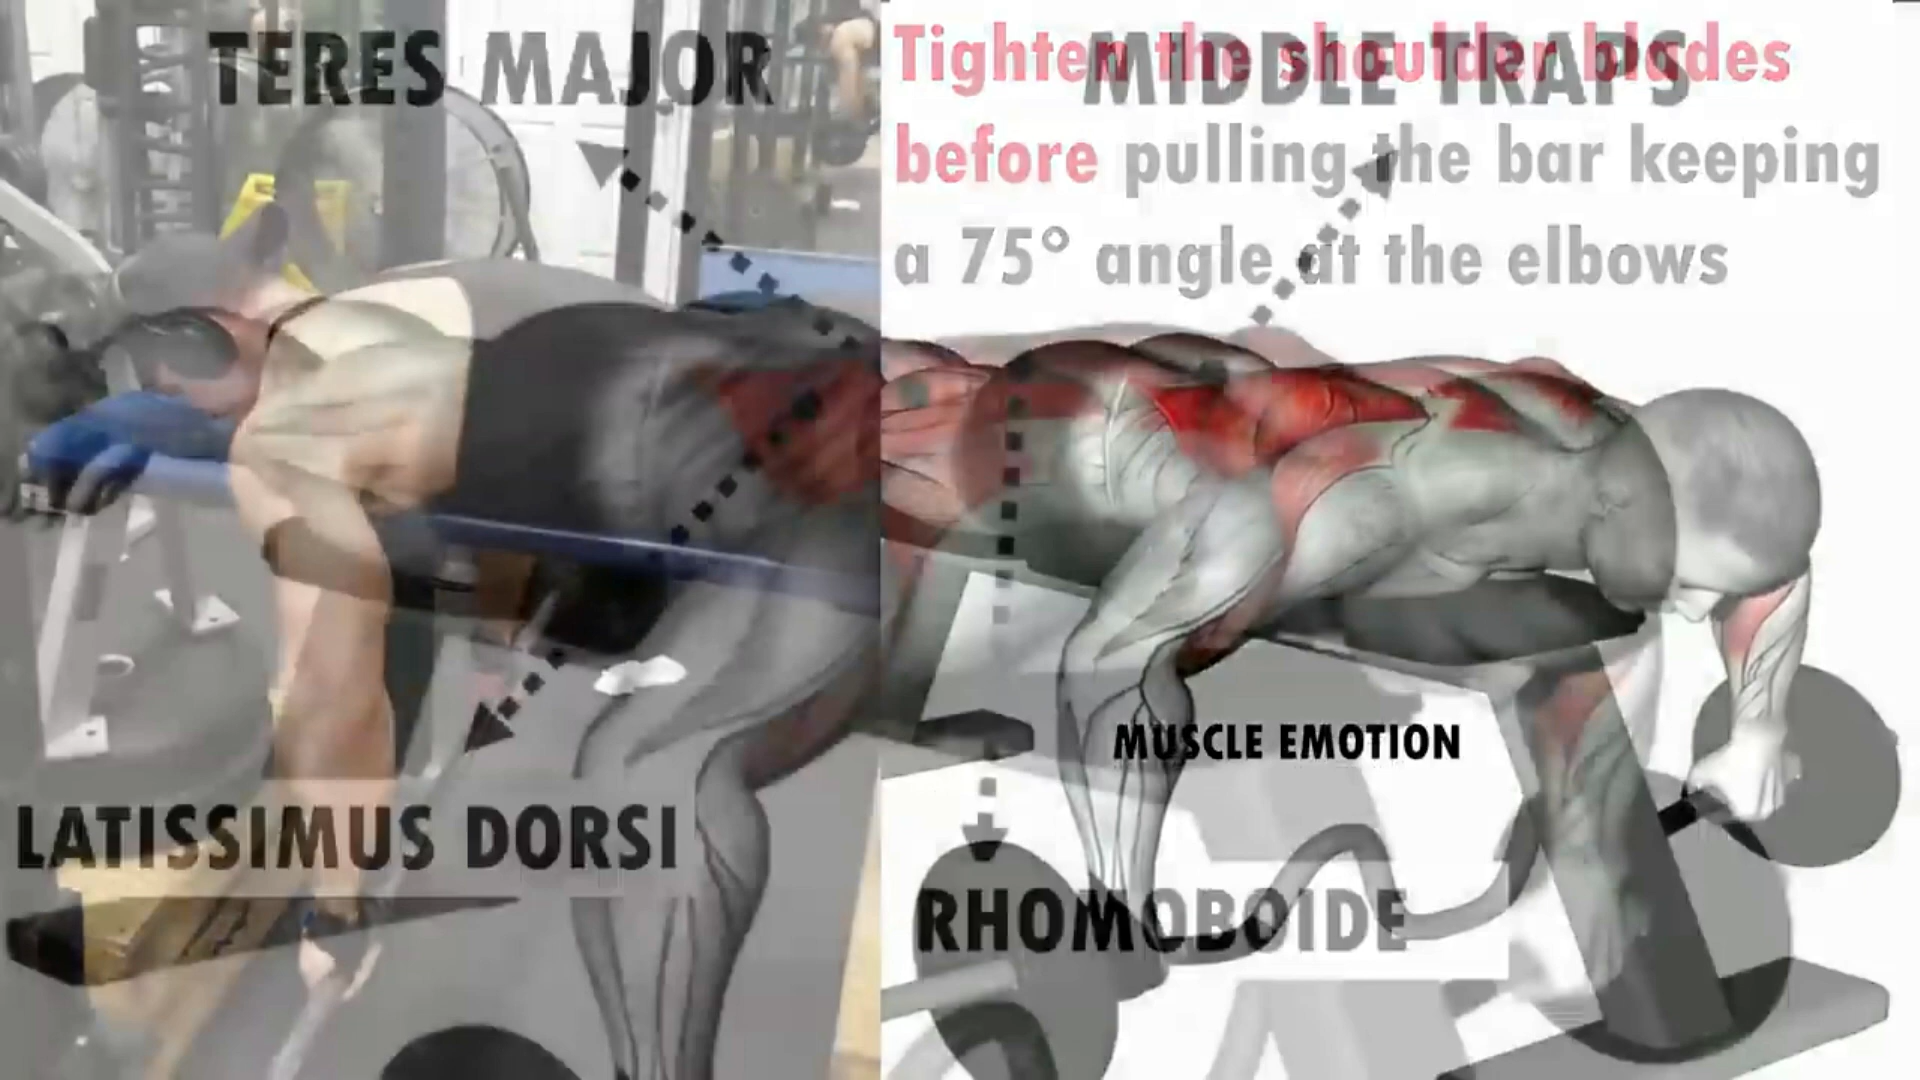 TERES MAJOR
MIDDLE TRAPS
Tighten the shoulder blades
before pulling the bar keeping
a 75° angle at the elbows
MUSCLE EMOTION
LATISSIMUS DORSI
RHOMOBOIDE